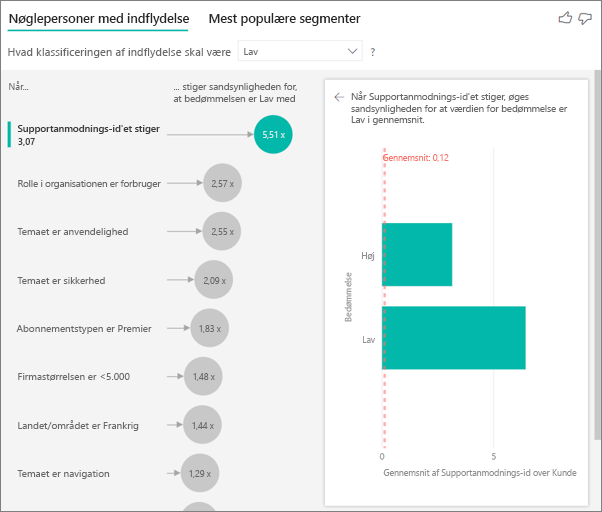 Nøglepersoner med indflydelse
Mest populære segmenter
Hvad klassificeringen af indflydelse skal være
Lav
?
Når...
... stiger sandsynligheden for,
at bedømmelsen er Lav med
Supportanmodnings-id'et stiger
3,07
5,51 x
Rolle i organisationen er forbruger
2,57 x
Temaet er anvendelighed
2,55 x
Temaet er sikkerhed
2,09 x
Abonnementstypen er Premier
1,83 x
Firmastørrelsen er <5.000
1,48 x
Landet/området er Frankrig
1,44 x
Temaet er navigation
1,29 x
Når Supportanmodnings-id'et stiger, øges
sandsynligheden for at værdien for bedømmelse er
Lav i gennemsnit.
Gennemsnit: 0,12
Bedømmelse
Høj
Lav
0
5
Gennemsnit af Supportanmodnings-id over Kunde